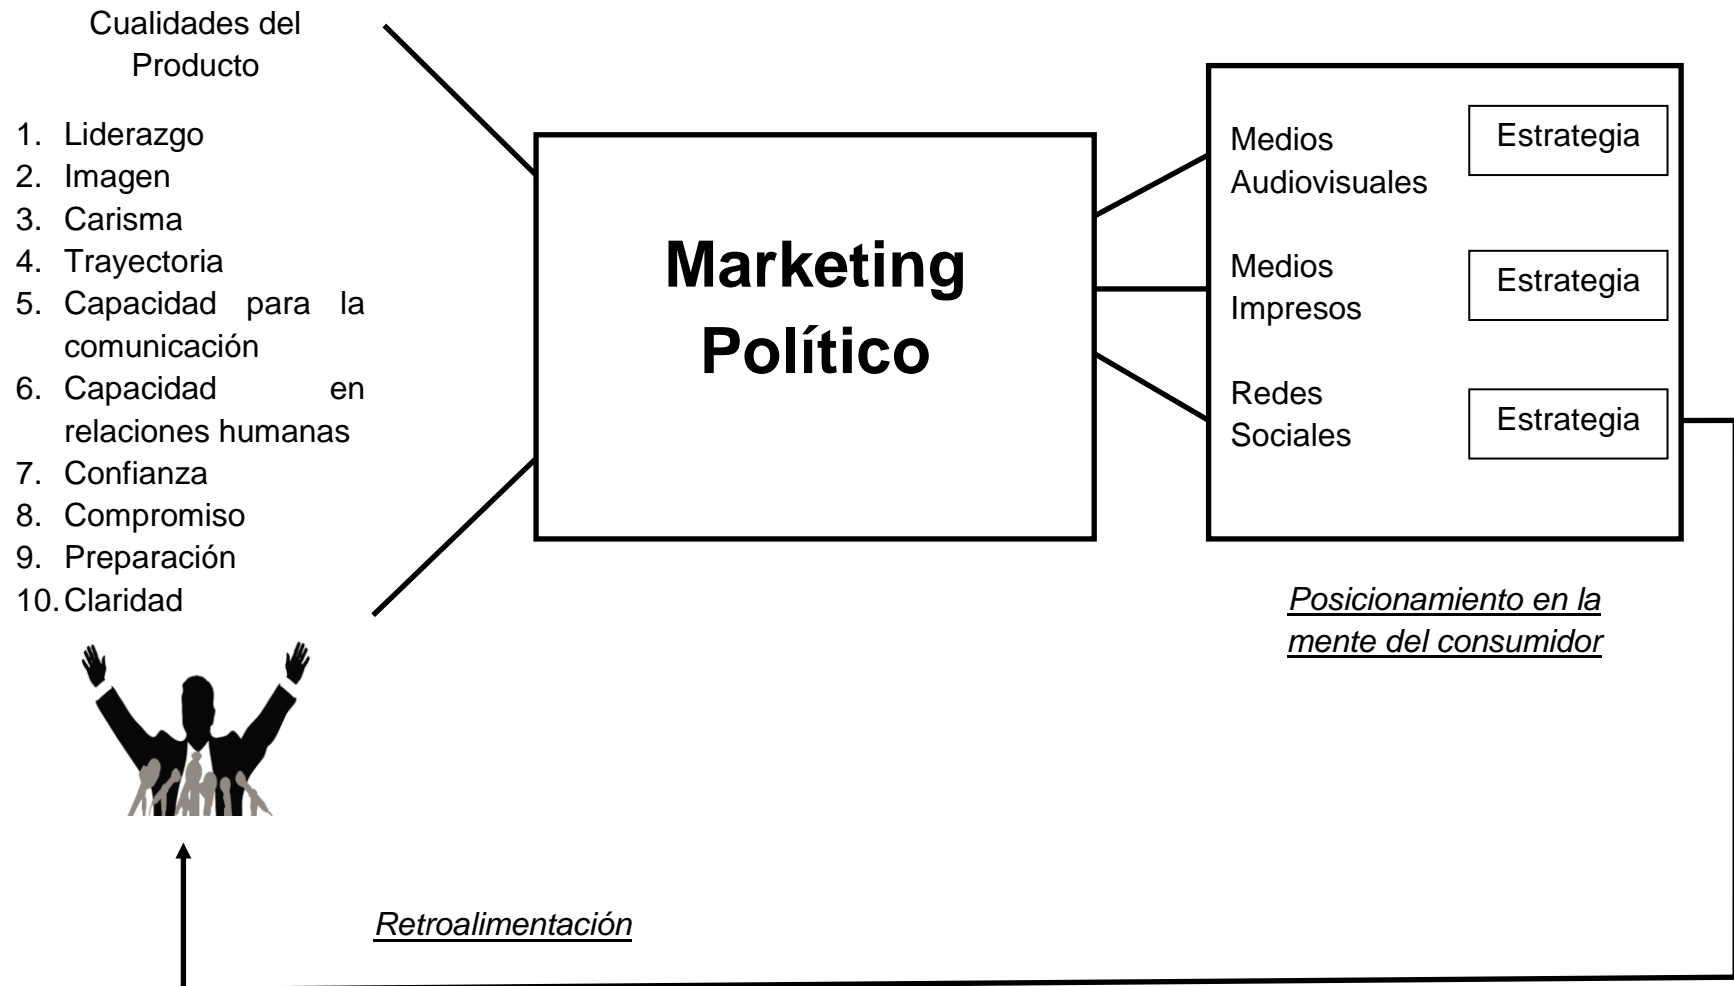 Cualidades del
Producto
1. Liderazgo
2. Imagen
3. Carisma
4. Trayectoria
5. Capacidad para la
comunicación
6. Capacidad en
relaciones humanas
7. Confianza
8. Compromiso
9. Preparación
10. Claridad
Marketing
Político
Medios
Audiovisuales
Estrategia
Medios
Impresos
Estrategia
Redes
Sociales
Estrategia
Posicionamiento en la
mente del consumidor
Retroalimentación